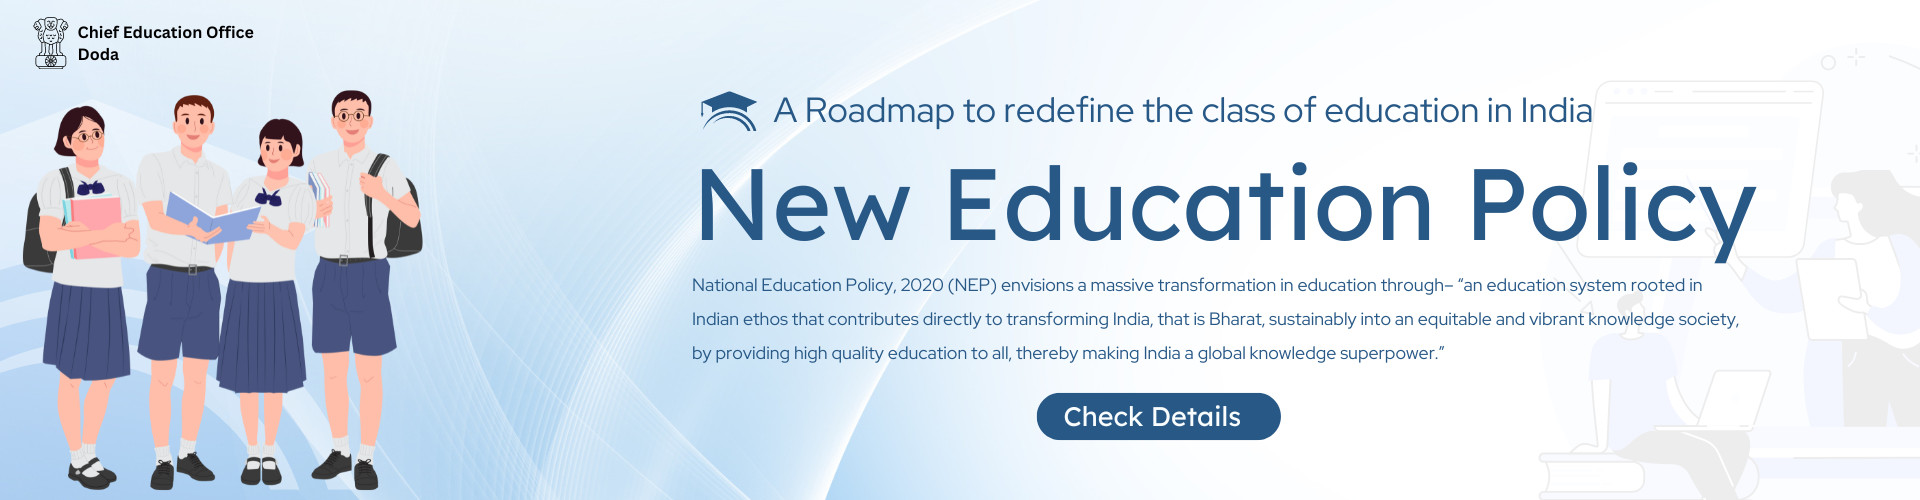 Chief Education Office
Doda
A Roadmap to redefine the class of education in India
New Education Policy
National Education Policy, 2020 (NEP) envisions a massive transformation in education through– “an education system rooted in
Indian ethos that contributes directly to transforming India, that is Bharat, sustainably into an equitable and vibrant knowledge society,
by providing high quality education to all, thereby making India a global knowledge superpower.”
Check Details